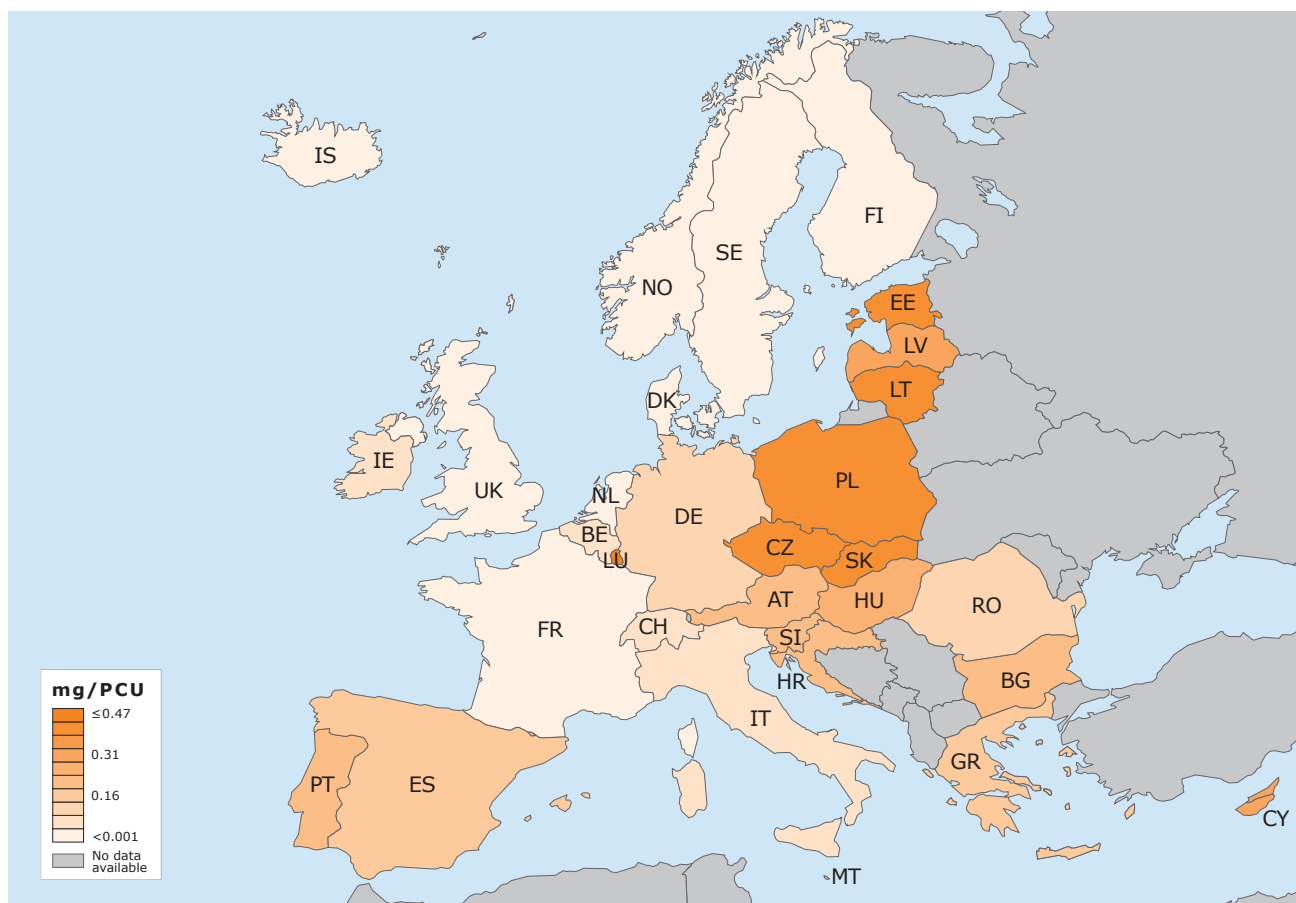 IS
FI
SE
NO
EE
LV
LT
DK
IE
UK
NL
PL
DE
BE
LU
CZ
SK
AT
HU
RO
FR
CH
SI
HR
BG
IT
GR
PT
ES
CY
MT
mg/PCU
≤0.47
0.31
0.16
<0.001
No data
available